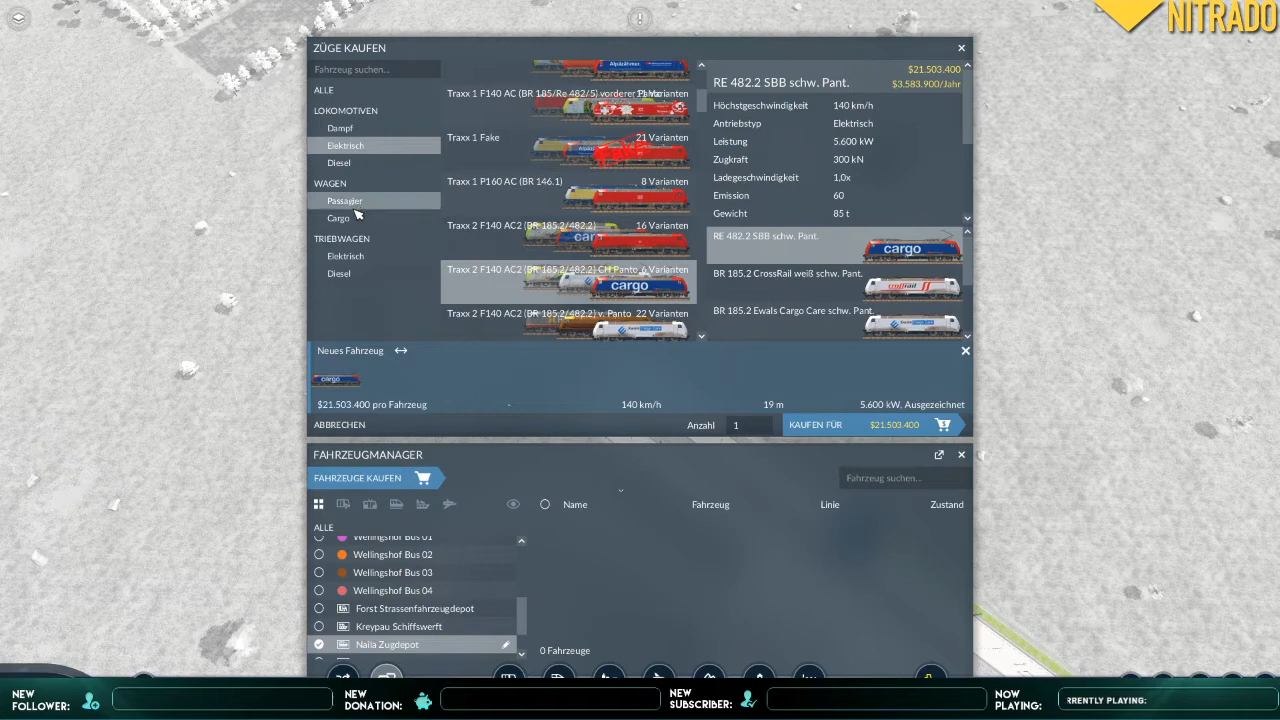 NITRADO
ZÜGE KAUFEN
Fahrzeug suchen...
ALLE
LOKOMOTIVEN
Dampf
Elektrisch
Diesel
WAGEN
Passagier
Cargo
TRIEBWAGEN
Elektrisch
Diesel
Traxx 1 F140 AC (BR 185/Re 482/5) vorderer
Traxx 1 Fake 21 Varianten
Traxx 1 P160 AC (BR 146.1) 8 Varianten
Traxx 2 F140 AC2 (BR 185.2/482.2) 16 Varianten
Traxx 2 F140 AC2 (BR 185.2/482.2) CH Panto 6 Varianten
cargo
Traxx 2 F140 AC2 (BR 185.2/482.2) v. Panto 22 Varianten
RE 482.2 SBB schw. Pant.
$21.503.400
$3.583.900/Jahr
Höchstgeschwindigkeit 140 km/h
Antriebstyp Elektrisch
Leistung 5.600 kW
Zugkraft 300 kN
Ladegeschwindigkeit 1,0x
Emission 60
Gewicht 85 t
RE 482.2 SBB schw. Pant.
cargo
BR 185.2 CrossRail weiß schw. Pant.
BR 185.2 Ewals Cargo Care schw. Pant.
Neues Fahrzeug
cargo
$21.503.400 pro Fahrzeug - 140 km/h 19 m 5.600 kW, Ausgezeichnet
ABBRECHEN Anzahl 1 KAUFEN FÜR $21.503.400
FAHRZEUGMANAGER
FAHRZEUGE KAUFEN
Fahrzeug suchen...
Name Fahrzeug Linie Zustand
ALLE
Wellingshof Bus 01
Wellingshof Bus 02
Wellingshof Bus 03
Wellingshof Bus 04
Forst Strassenfahrzeugdepot
Kreypau Schiffswerft
Naila Zugdepot
0 Fahrzeuge
NEW FOLLOWER:
NEW DONATION:
NEW SUBSCRIBER:
NOW PLAYING:
RRENTLY PLAYING: